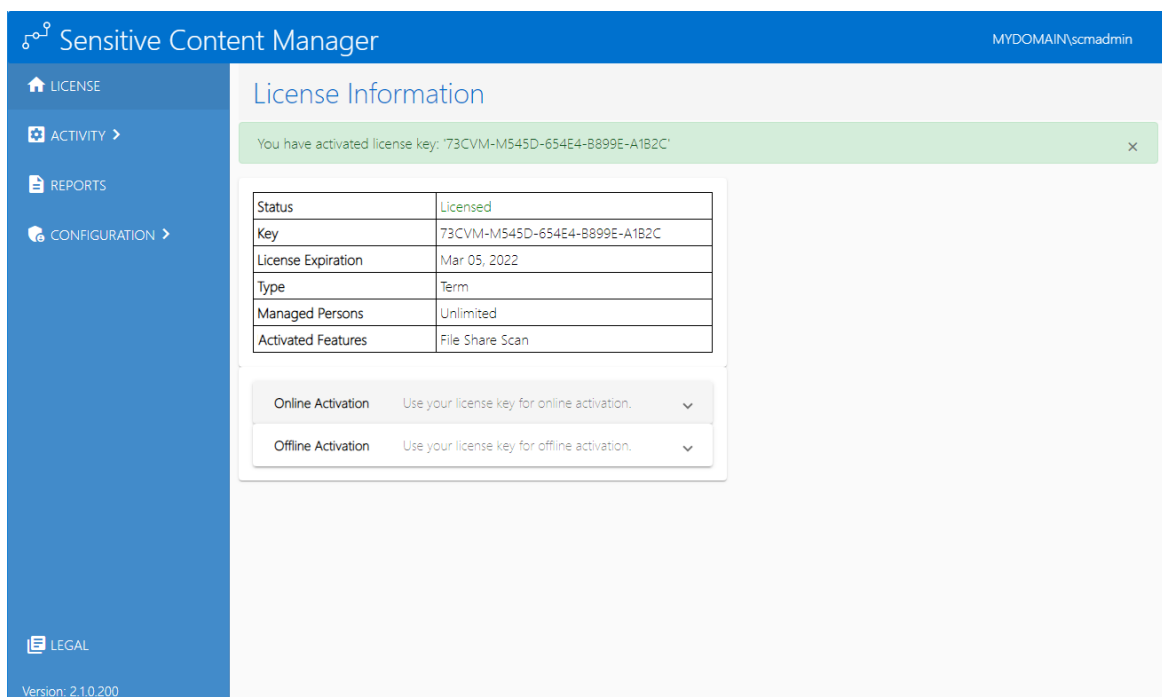 Sensitive Content Manager
MYDOMAIN\scmadmin
LICENSE
ACTIVITY
REPORTS
CONFIGURATION
License Information
You have activated license key: '73CVM-M545D-654E4-B899E-A1B2C'
Status Licensed
Key 73CVM-M545D-654E4-B899E-A1B2C
License Expiration Mar 05, 2022
Type Term
Managed Persons Unlimited
Activated Features File Share Scan
Online Activation Use your license key for online activation.
Offline Activation Use your license key for offline activation.
LEGAL
Version: 2.1.0.200